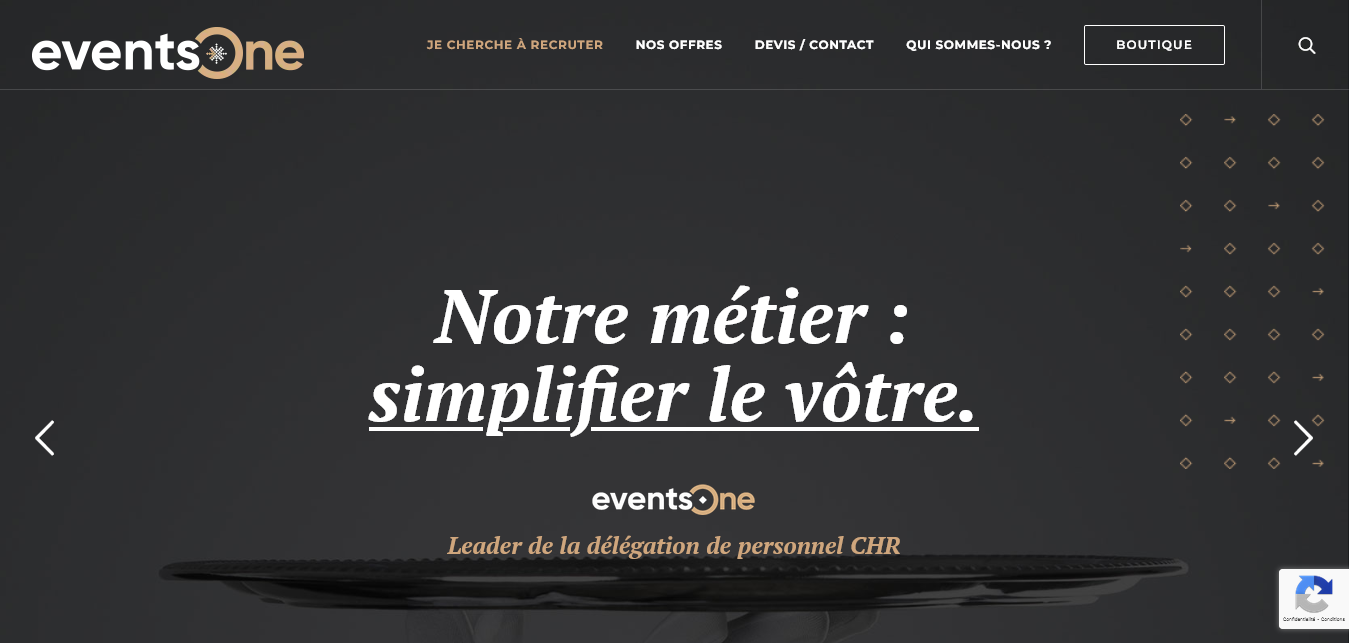 eventsOne
JE CHERCHE À RECRUTER
NOS OFFRES
DEVIS / CONTACT
QUI SOMMES-NOUS ?
BOUTIQUE
Notre métier :
simplifier le vôtre.
eventsOne
Leader de la délégation de personnel CHR
Confidentialité - Conditions